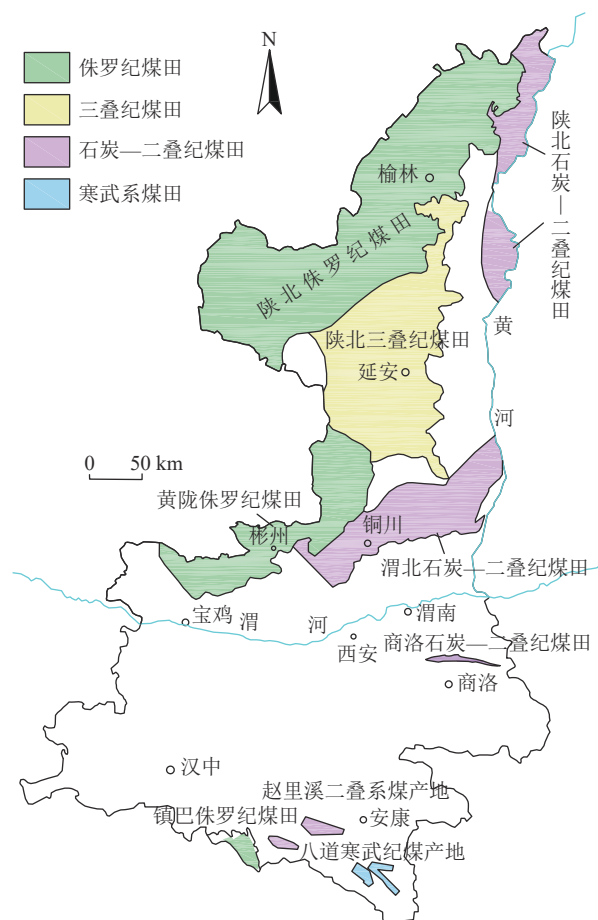 N
侏罗纪煤田
三叠纪煤田
石炭—二叠纪煤田
寒武系煤田
陕北石炭—二叠纪煤田
榆林
陕北侏罗纪煤田
黄河
陕北三叠纪煤田
延安
0 50 km
黄陇侏罗纪煤田
彬州
铜川
渭北石炭—二叠纪煤田
宝鸡
渭河
渭南
西安
商洛石炭—二叠纪煤田
商洛
汉中
赵里溪二叠系煤产地
镇巴侏罗纪煤田
安康
八道寒武纪煤产地